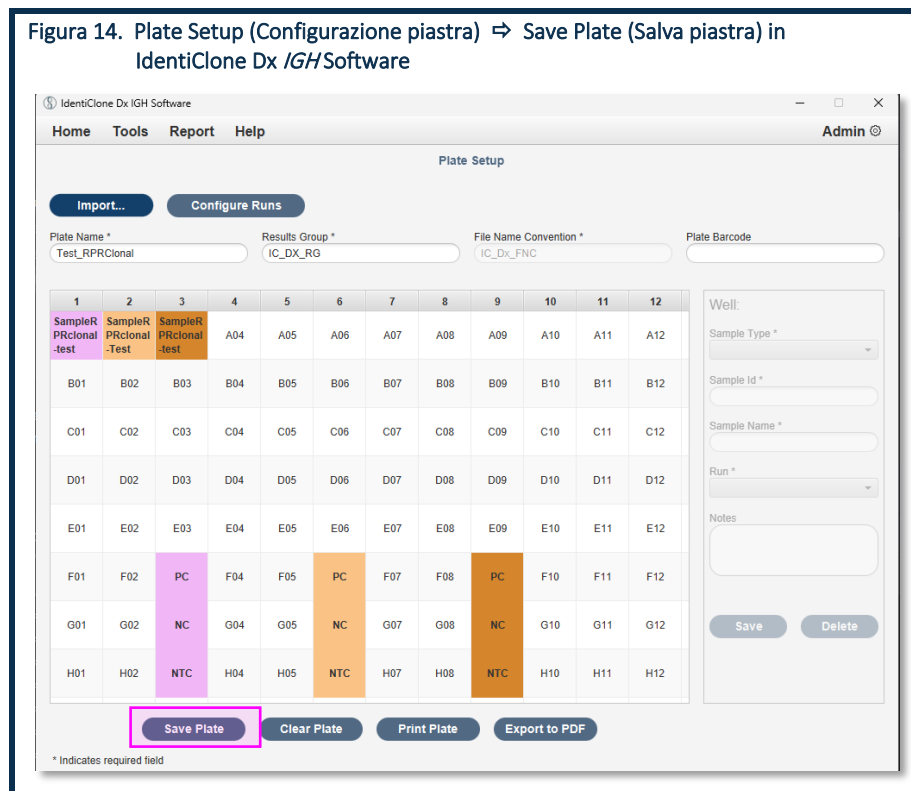 Figura 14. Plate Setup (Configurazione piastra) ⇨ Save Plate (Salva piastra) in
IdentiClone Dx IGH Software
IdentiClone Dx IGH Software
Home Tools Report Help Admin
Plate Setup
Import... Configure Runs
Plate Name * Results Group * File Name Convention * Plate Barcode
Test_RPRClonal IC_DX_RG IC_Dx_FNC
1 2 3 4 5 6 7 8 9 10 11 12
SampleR SampleR SampleR
PRclonal PRclonal PRclonal A04 A05 A06 A07 A08 A09 A10 A11 A12
-test -Test -test
B01 B02 B03 B04 B05 B06 B07 B08 B09 B10 B11 B12
C01 C02 C03 C04 C05 C06 C07 C08 C09 C10 C11 C12
D01 D02 D03 D04 D05 D06 D07 D08 D09 D10 D11 D12
E01 E02 E03 E04 E05 E06 E07 E08 E09 E10 E11 E12
F01 F02 PC F04 F05 PC F07 F08 PC F10 F11 F12
G01 G02 NC G04 G05 NC G07 G08 NC G10 G11 G12
H01 H02 NTC H04 H05 NTC H07 H08 NTC H10 H11 H12
Well:
Sample Type *
Sample Id *
Sample Name *
Run *
Notes
Save Delete
Save Plate Clear Plate Print Plate Export to PDF
* Indicates required field